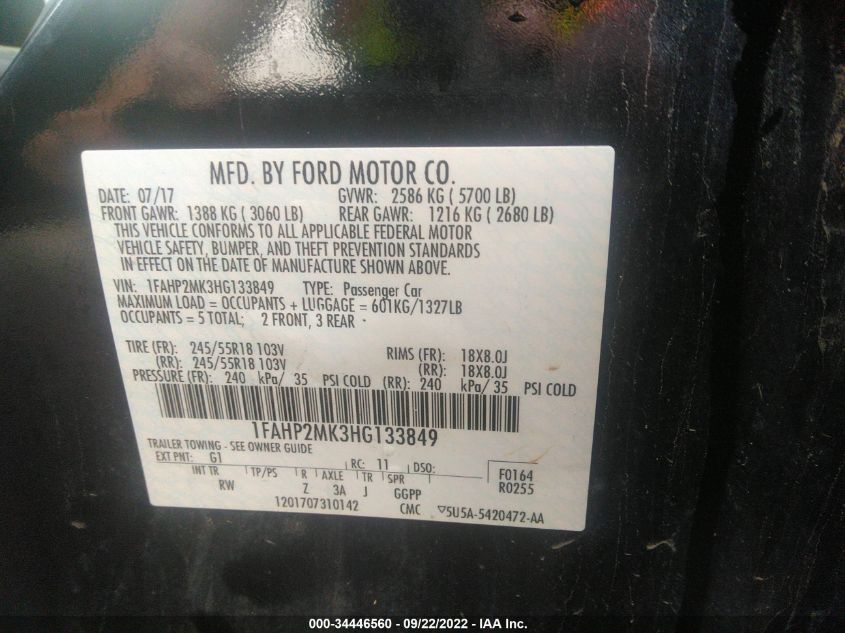 MFD. BY FORD MOTOR CO.
DATE: 07/17 GVWR: 2586 KG ( 5700 LB)
FRONT GAWR: 1388 KG ( 3060 LB) REAR GAWR: 1216 KG ( 2680 LB)
THIS VEHICLE CONFORMS TO ALL APPLICABLE FEDERAL MOTOR
VEHICLE SAFETY, BUMPER, AND THEFT PREVENTION STANDARDS
IN EFFECT ON THE DATE OF MANUFACTURE SHOWN ABOVE.
VIN: 1FAHP2MK3HG133849 TYPE: Passenger Car
MAXIMUM LOAD = OCCUPANTS + LUGGAGE = 601KG/1327LB
OCCUPANTS = 5 TOTAL; 2 FRONT, 3 REAR
TIRE (FR): 245/55R18 103V RIMS (FR): 18X8.0J
(RR): 245/55R18 103V (RR): 18X8.0J
PRESSURE (FR): 240 kPa/ 35 PSI COLD (RR): 240 kPa/ 35 PSI COLD
1FAHP2MK3HG133849
TRAILER TOWING - SEE OWNER GUIDE
EXT PNT: G1 RC: 11 DSO: F0164
INT TR TP/PS R AXLE TR SPR R0255
RW Z 3A J GGPP
1201707310142 CMC ▽5U5A-5420472-AA
000-34446560 - 09/22/2022 - IAA Inc.